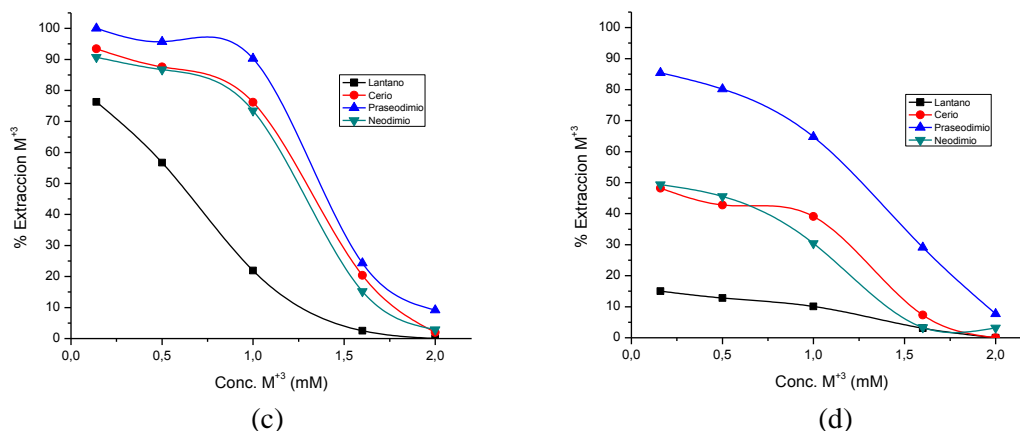 100
90
80
70
60
50
40
30
20
10
0
% Extraccion M+3
0,0
0,5
1,0
1,5
2,0
Conc. M+3 (mM)
Lantano
Cerio
Praseodimio
Neodimio
(c)
100
90
80
70
60
50
40
30
20
10
0
% Extraccion M+3
0,0
0,5
1,0
1,5
2,0
Conc. M+3 (mM)
Lantano
Cerio
Praseodimio
Neodimio
(d)